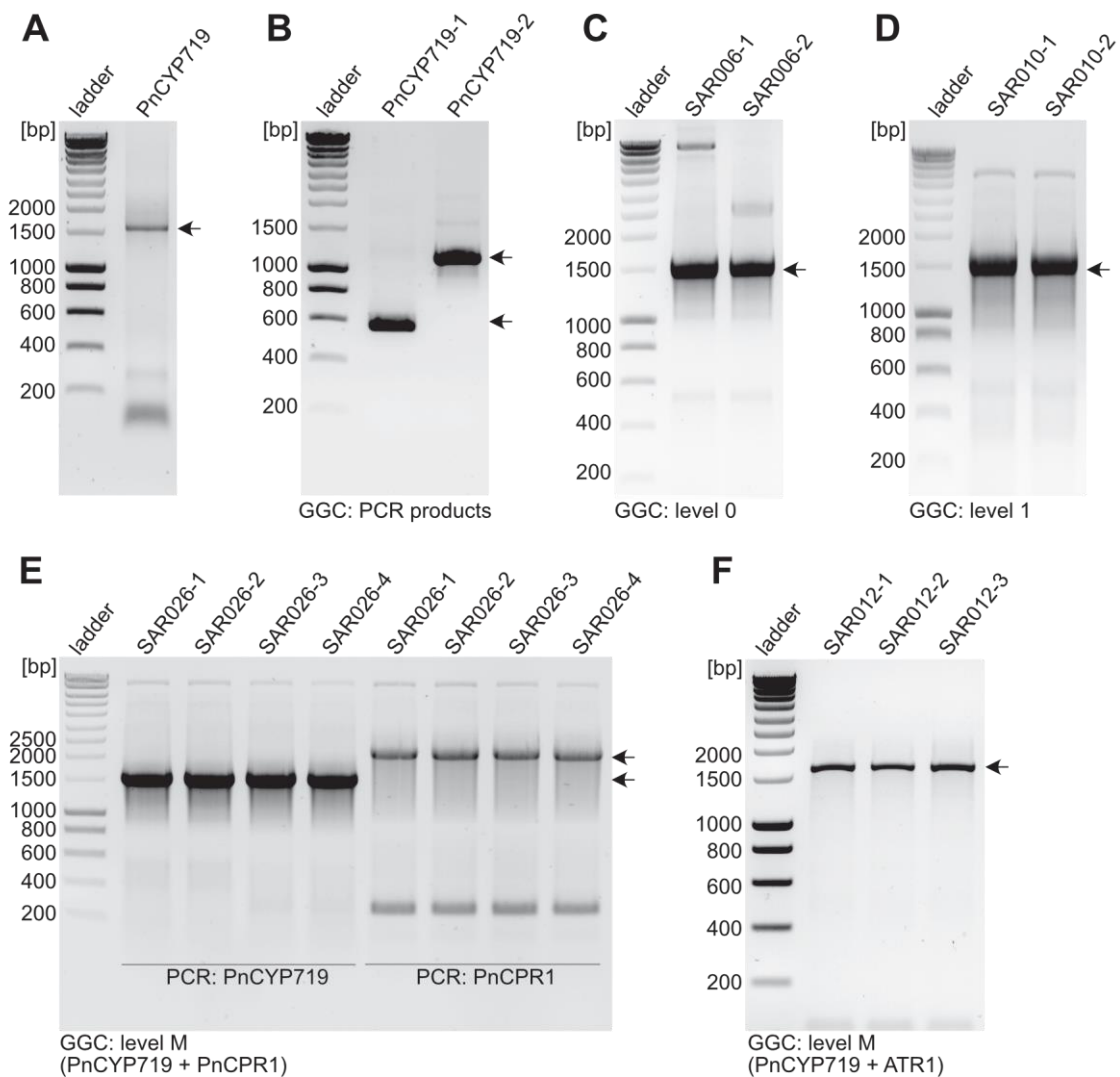 A
ladder
PnCYP719
[bp]
2000
1500
1000
800
600
400
200
B
ladder
PnCYP719-1
PnCYP719-2
[bp]
1500
1000
800
600
400
200
GGC: PCR products
C
ladder
SAR006-1
SAR006-2
[bp]
2000
1500
1000
800
600
400
200
GGC: level 0
D
ladder
SAR010-1
SAR010-2
[bp]
2000
1500
1000
800
600
400
200
GGC: level 1
E
ladder
SAR026-1
SAR026-2
SAR026-3
SAR026-4
SAR026-1
SAR026-2
SAR026-3
SAR026-4
[bp]
2500
2000
1500
1000
800
600
400
200
PCR: PnCYP719
PCR: PnCPR1
GGC: level M
(PnCYP719 + PnCPR1)
F
ladder
SAR012-1
SAR012-2
SAR012-3
[bp]
2000
1500
1000
800
600
400
200
GGC: level M
(PnCYP719 + ATR1)